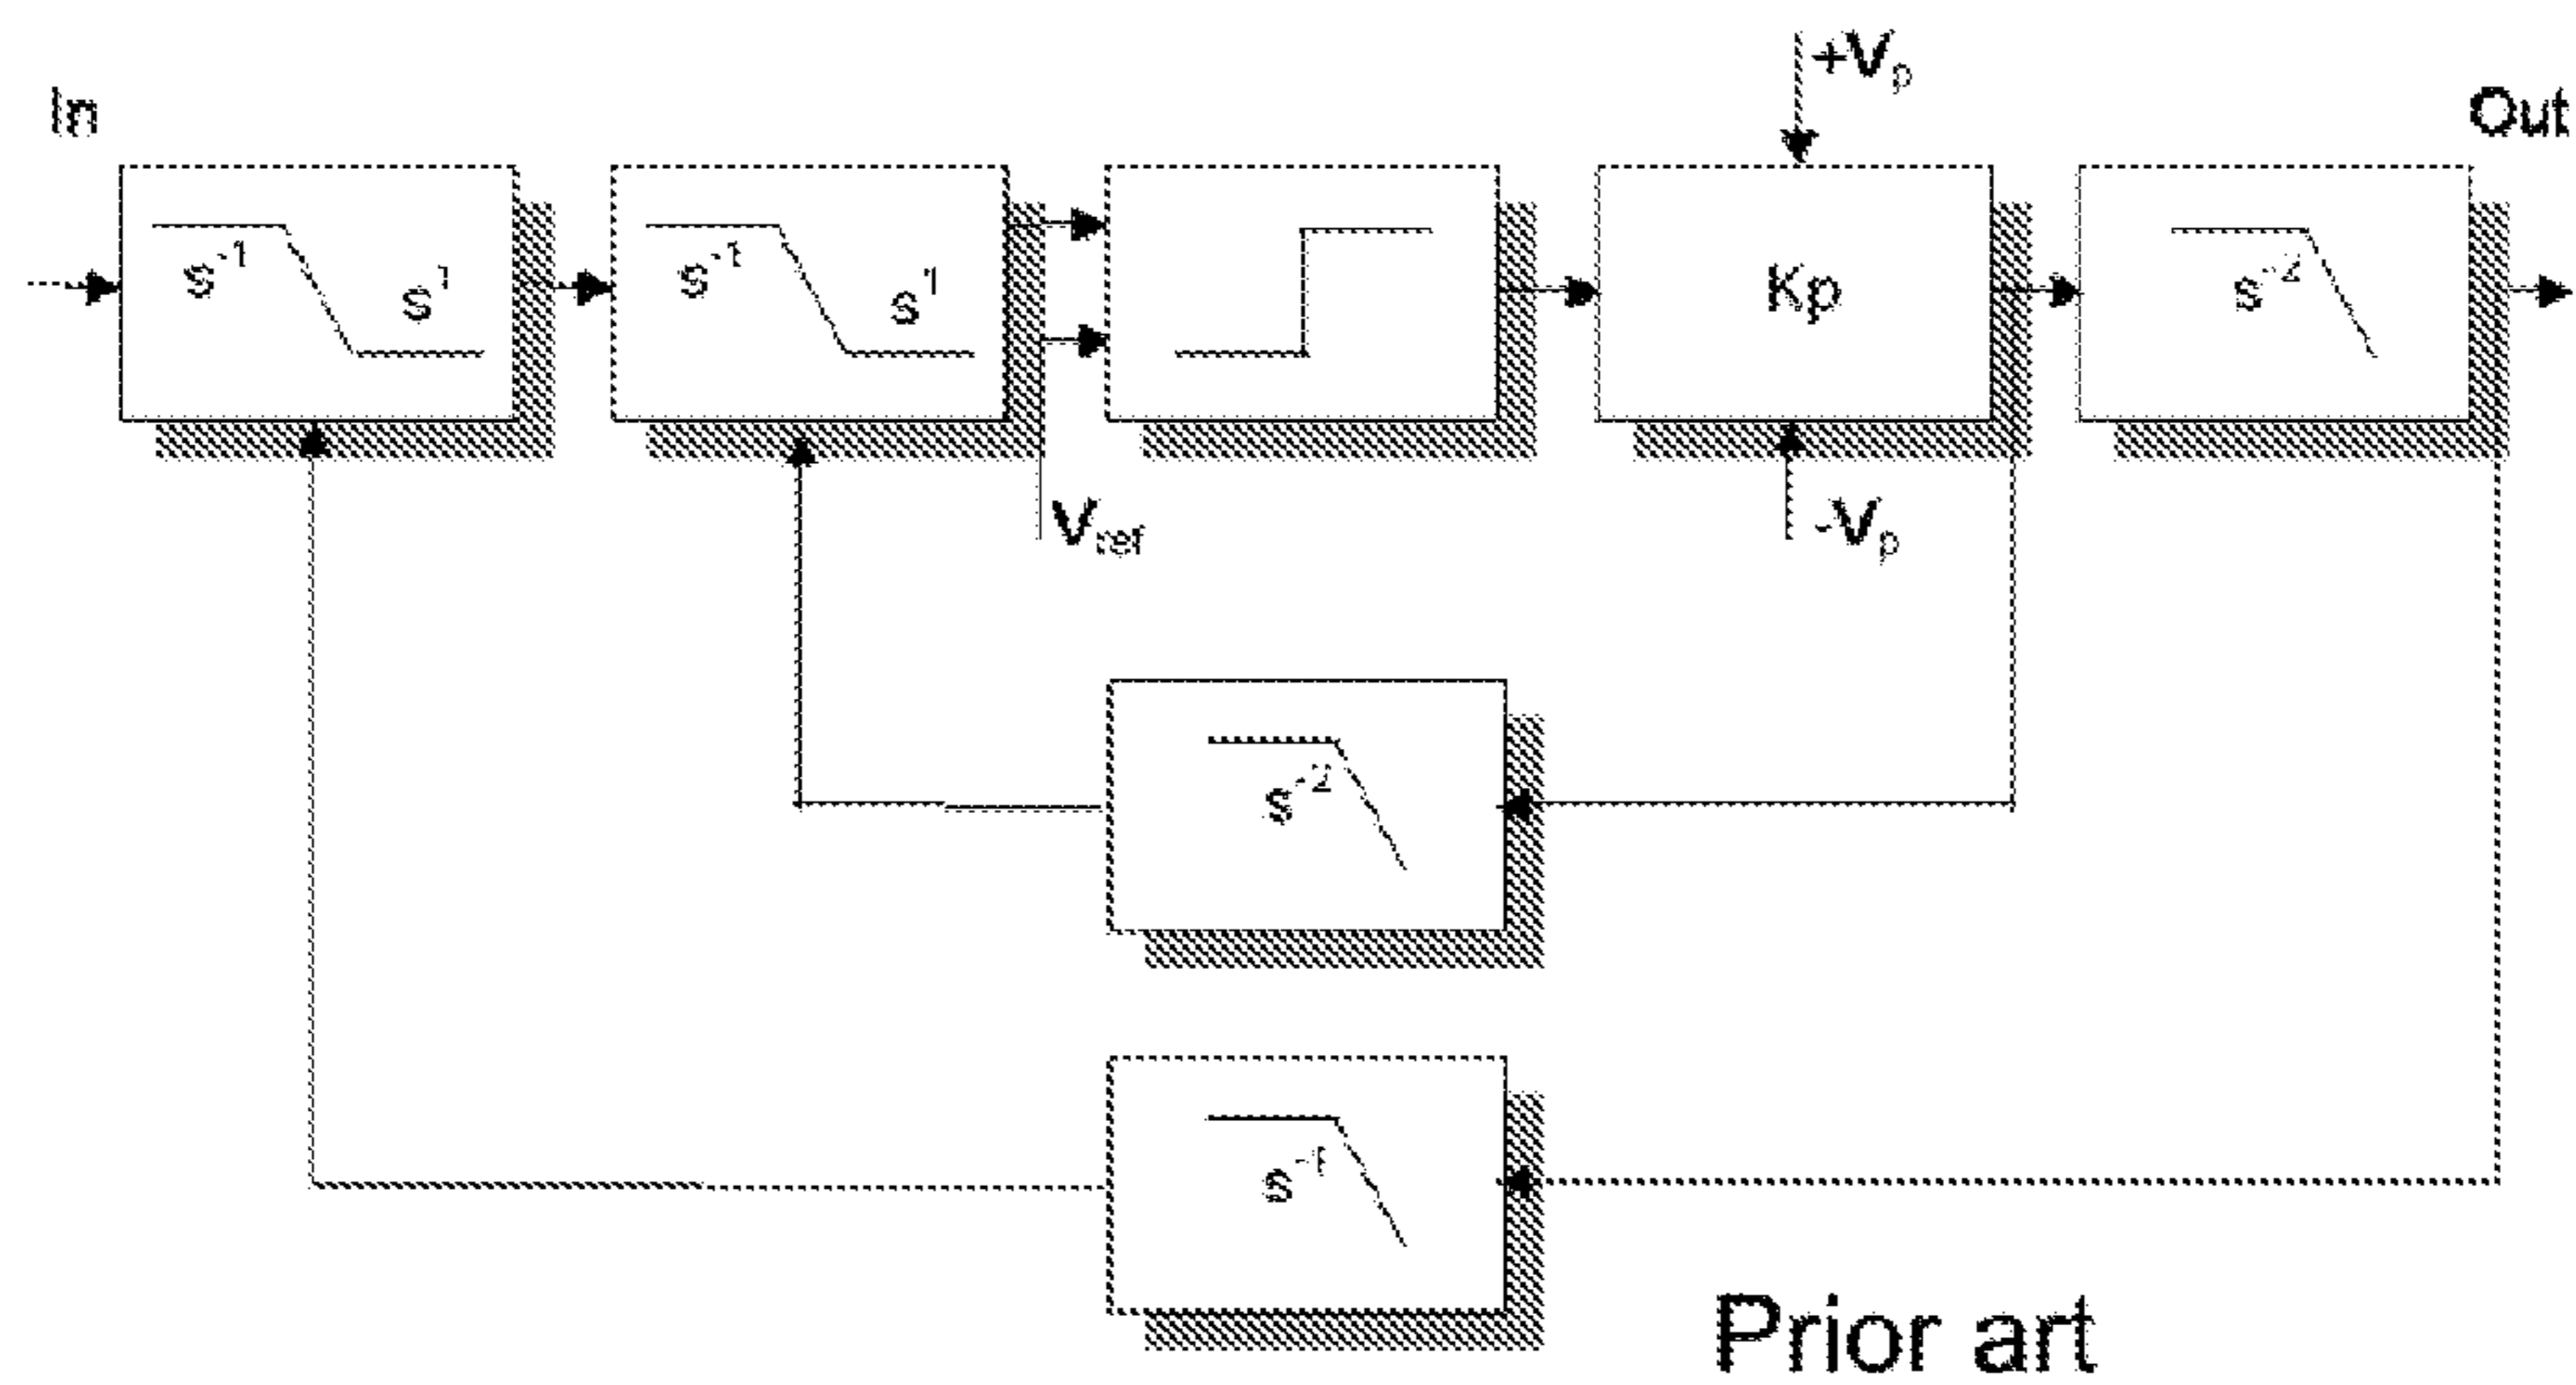 In
+Vp
Out
s⁻¹ s¹
s⁻¹ s¹
Kp
s⁻²
Vref
-Vp
s⁻²
s⁻¹
Prior art